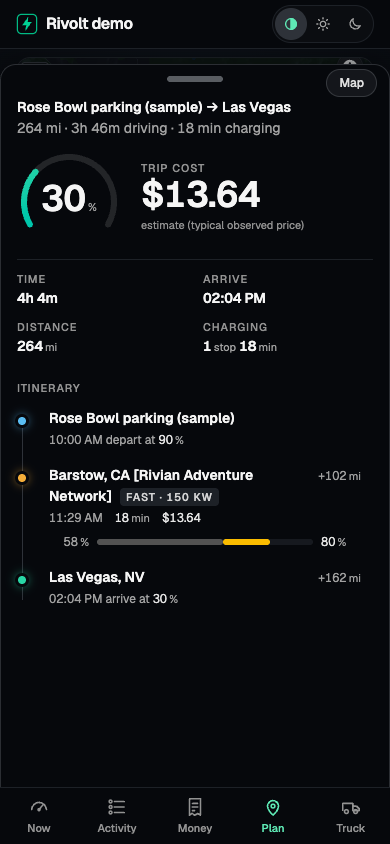 Rivolt demo
Map
Rose Bowl parking (sample) → Las Vegas
264 mi · 3h 46m driving · 18 min charging
30%
TRIP COST
$13.64
estimate (typical observed price)
TIME
4h 4m
ARRIVE
02:04 PM
DISTANCE
264 mi
CHARGING
1 stop 18 min
ITINERARY
Rose Bowl parking (sample)
10:00 AM depart at 90%
Barstow, CA [Rivian Adventure +102 mi
Network] FAST · 150 KW
11:29 AM 18 min $13.64
58% 80%
Las Vegas, NV +162 mi
02:04 PM arrive at 30%
Now Activity Money Plan Truck